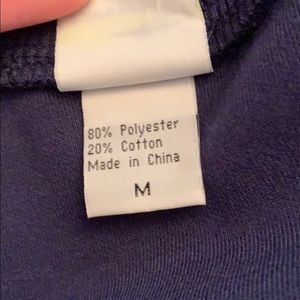 80% Polyester
20% Cotton
Made in China
M